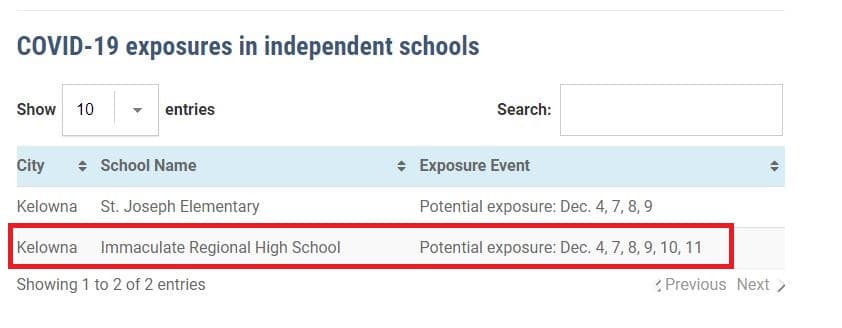 COVID-19 exposures in independent schools
Show 10 entries Search:
City School Name Exposure Event
Kelowna St. Joseph Elementary Potential exposure: Dec. 4, 7, 8, 9
Kelowna Immaculate Regional High School Potential exposure: Dec. 4, 7, 8, 9, 10, 11
Showing 1 to 2 of 2 entries Previous Next